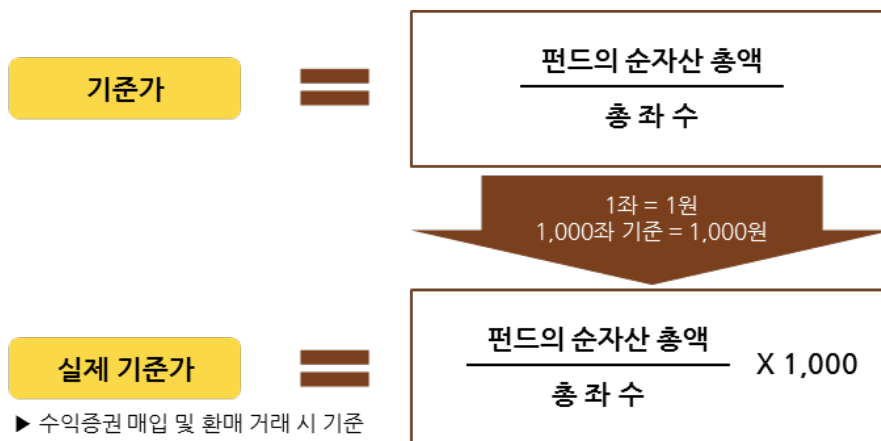 기준가
펀드의 순자산 총액
총 좌 수
1좌 = 1원
1,000좌 기준 = 1,000원
실제 기준가
펀드의 순자산 총액
총 좌 수
X 1,000
▶ 수익증권 매입 및 환매 거래 시 기준